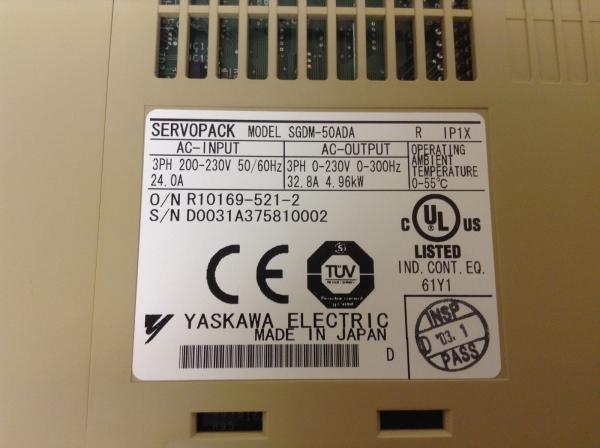 SERVOPACK MODEL SGDM-50ADA R IP1X
AC-INPUT AC-OUTPUT OPERATING AMBIENT TEMPERATURE 0-55°C
3PH 200-230V 50/60Hz 3PH 0-230V 0-300Hz
24.0A 32.8A 4.96kW
O/N R10169-521-2
S/N D0031A375810002
C UL US
LISTED
IND. CONT. EQ.
61Y1
CE
TÜV
YASKAWA ELECTRIC
MADE IN JAPAN
D
INSP
D '03. 1
PASS